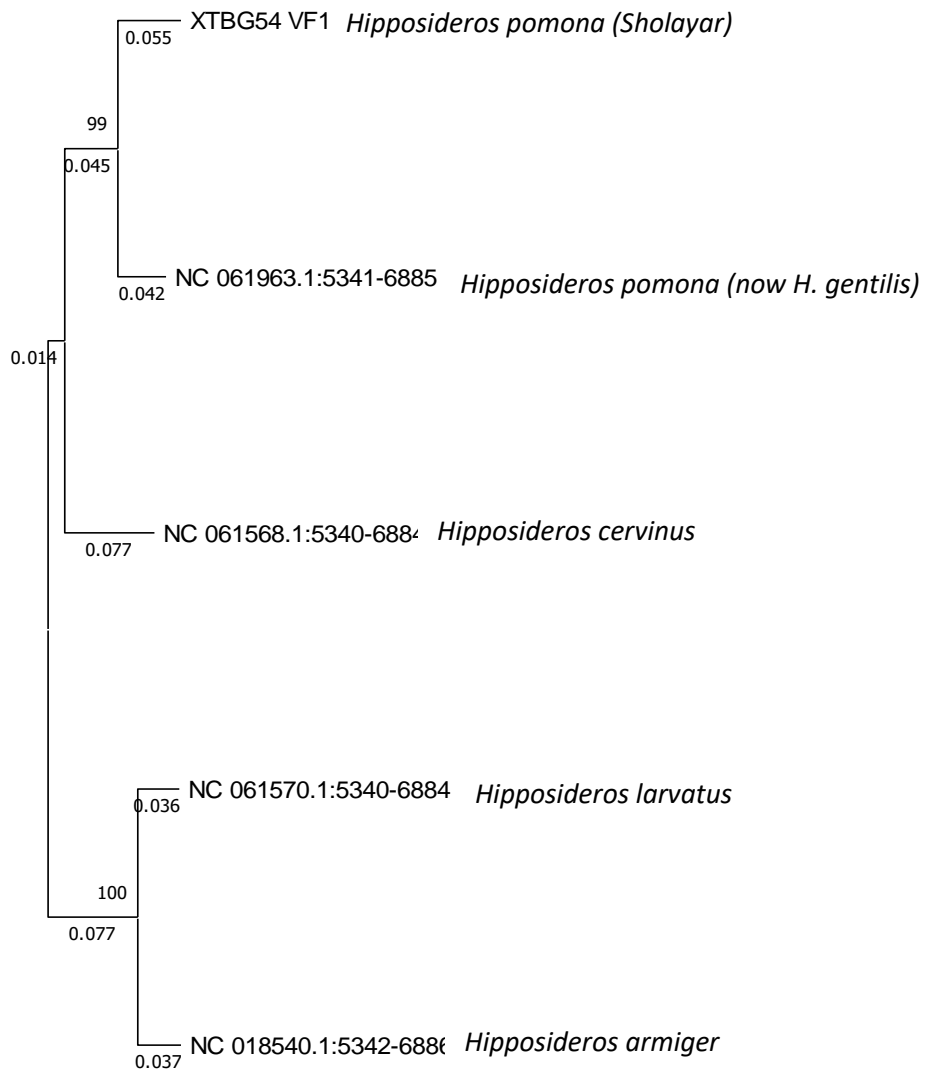 XTBG54 VF1 Hipposideros pomona (Sholayar)
0.055
99
0.045
NC 061963.1:5341-6885 Hipposideros pomona (now H. gentilis)
0.042
0.014
NC 061568.1:5340-6884 Hipposideros cervinus
0.077
NC 061570.1:5340-6884 Hipposideros larvatus
0.036
100
0.077
NC 018540.1:5342-6886 Hipposideros armiger
0.037